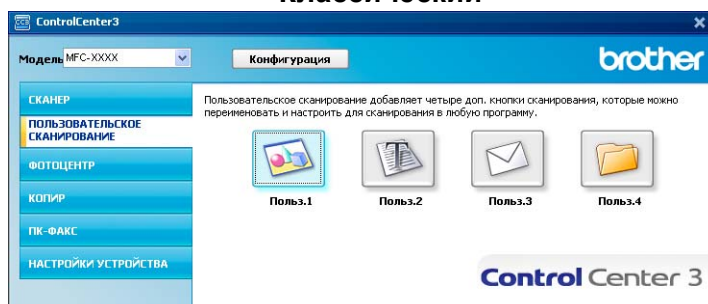 Классический
ControlCenter3
Модель MFC-XXXX
Конфигурация
brother
СКАНЕР
ПОЛЬЗОВАТЕЛЬСКОЕ
СКАНИРОВАНИЕ
ФОТОЦЕНТР
КОПИР
ПК-ФАКС
НАСТРОЙКИ УСТРОЙСТВА
Пользовательское сканирование добавляет четыре доп. кнопки сканирования, которые можно
переименовать и настроить для сканирования в любую программу.
Польз.1
Польз.2
Польз.3
Польз.4
Control Center 3